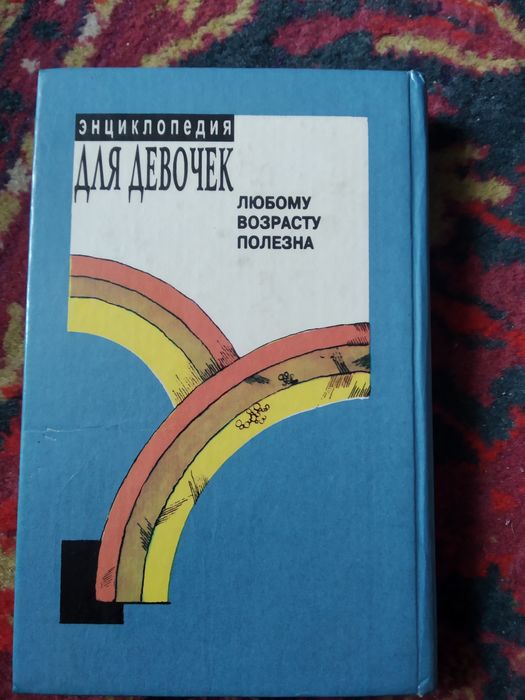 ЭНЦИКЛОПЕДИЯ
ДЛЯ ДЕВОЧЕК
ЛЮБОМУ
ВОЗРАСТУ
ПОЛЕЗНА